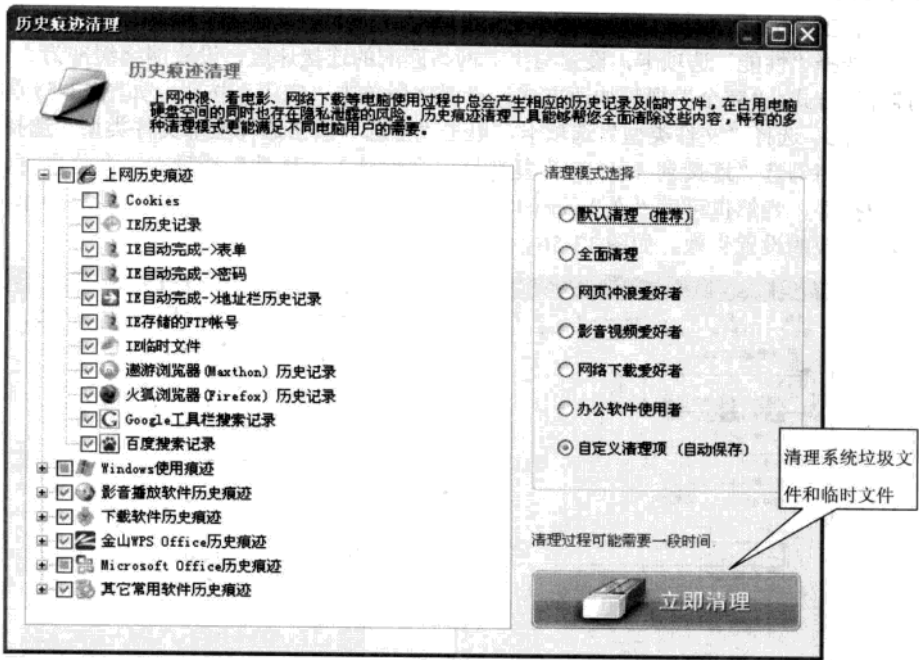 历史痕迹清理
历史痕迹清理
上网冲浪、看电影、网络下载等电脑使用过程中总会产生相应的历史记录及临时文件，在占用电脑
硬盘空间的同时也存在隐私泄露的风险。历史痕迹清理工具能够帮您全面清除这些内容，特有的多
种清理模式更能满足不同电脑用户的需要。
上网历史痕迹
Cookies
IE历史记录
IE自动完成->表单
IE自动完成->密码
IE自动完成->地址栏历史记录
IE存储的FTP帐号
IE临时文件
遨游浏览器(Maxthon) 历史记录
火狐浏览器(Firefox) 历史记录
Google工具栏搜索记录
百度搜索记录
Windows使用痕迹
影音播放软件历史痕迹
下载软件历史痕迹
金山WPS Office历史痕迹
Microsoft Office历史痕迹
其它常用软件历史痕迹
清理模式选择
默认清理 (推荐)
全面清理
网页冲浪爱好者
影音视频爱好者
网络下载爱好者
办公软件使用者
自定义清理项 (自动保存)
清理系统垃圾文
件和临时文件
清理过程可能需要一段时间
立即清理